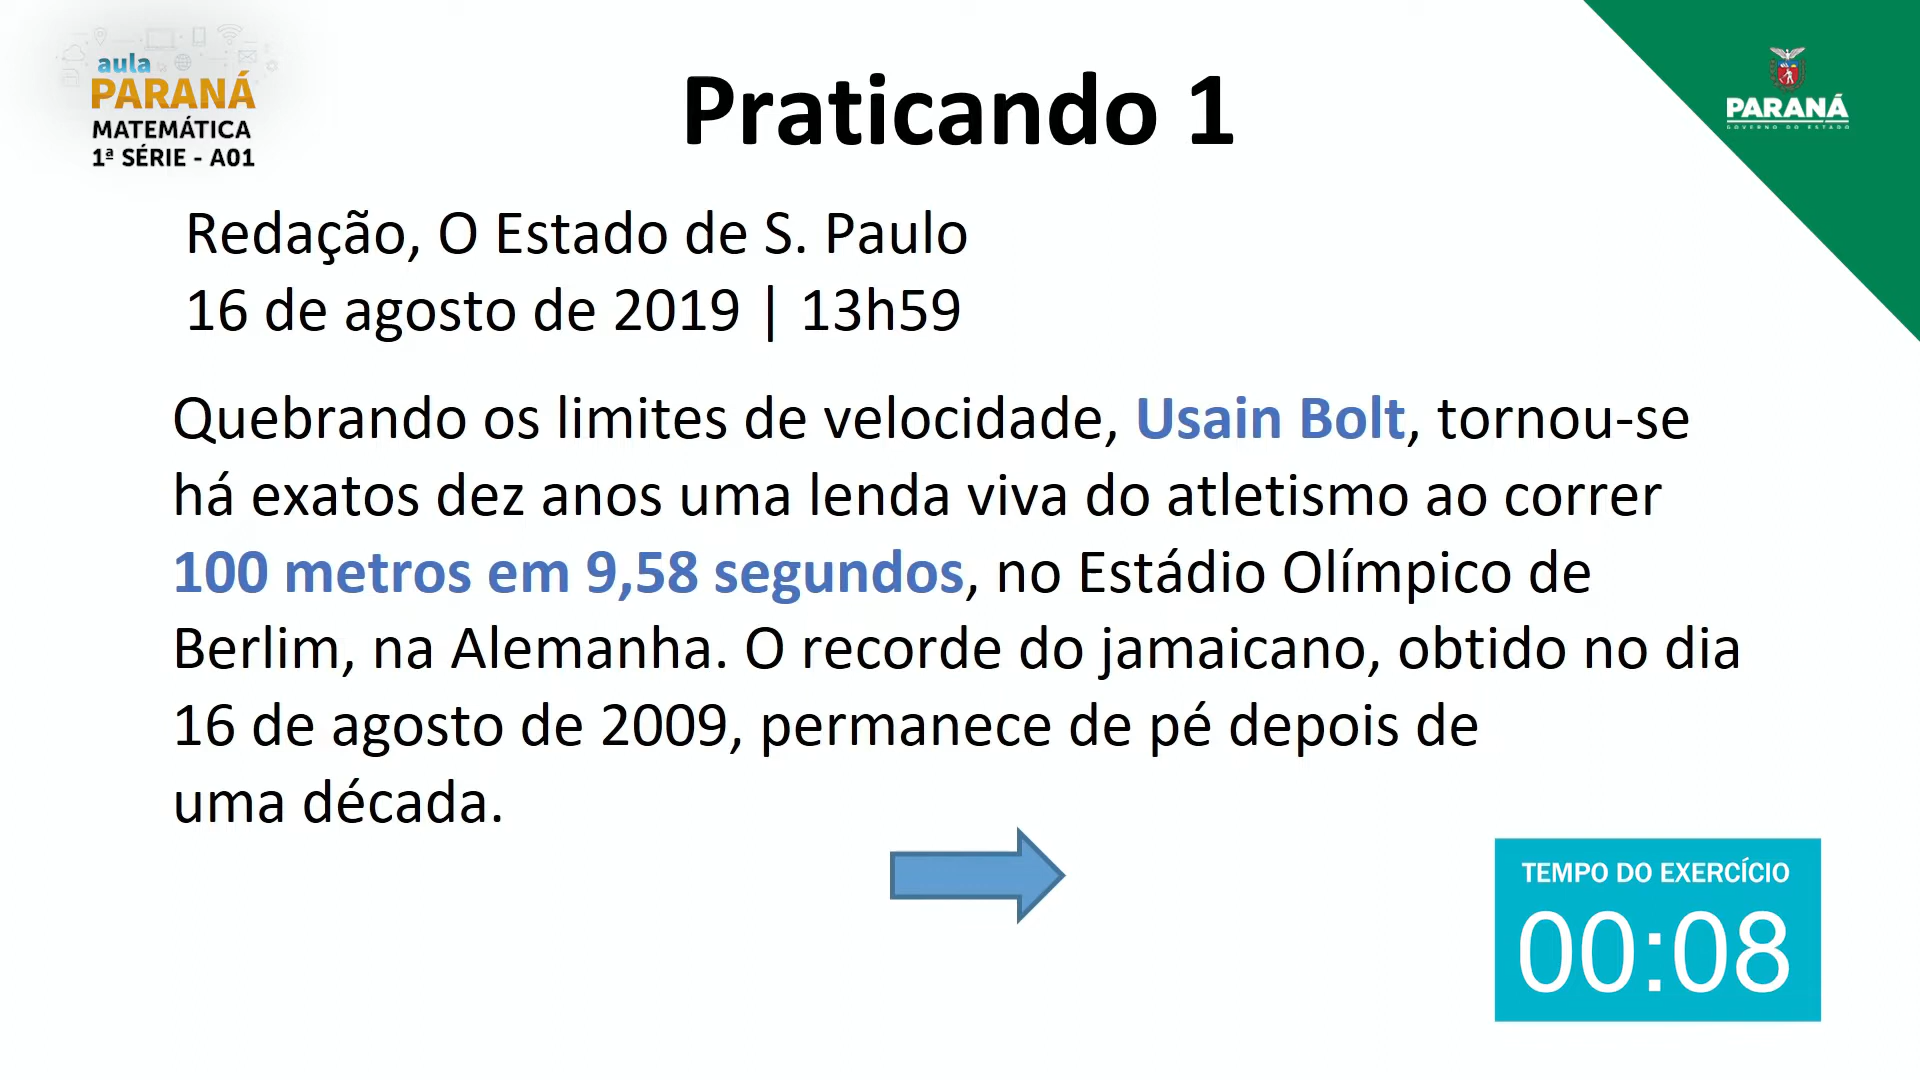 aula
PARANÁ
MATEMÁTICA
1ª SÉRIE - A01
Praticando 1
PARANÁ
GOVERNO DO ESTADO
Redação, O Estado de S. Paulo
16 de agosto de 2019 | 13h59
Quebrando os limites de velocidade, Usain Bolt, tornou-se
há exatos dez anos uma lenda viva do atletismo ao correr
100 metros em 9,58 segundos, no Estádio Olímpico de
Berlim, na Alemanha. O recorde do jamaicano, obtido no dia
16 de agosto de 2009, permanece de pé depois de
uma década.
TEMPO DO EXERCÍCIO
00:08